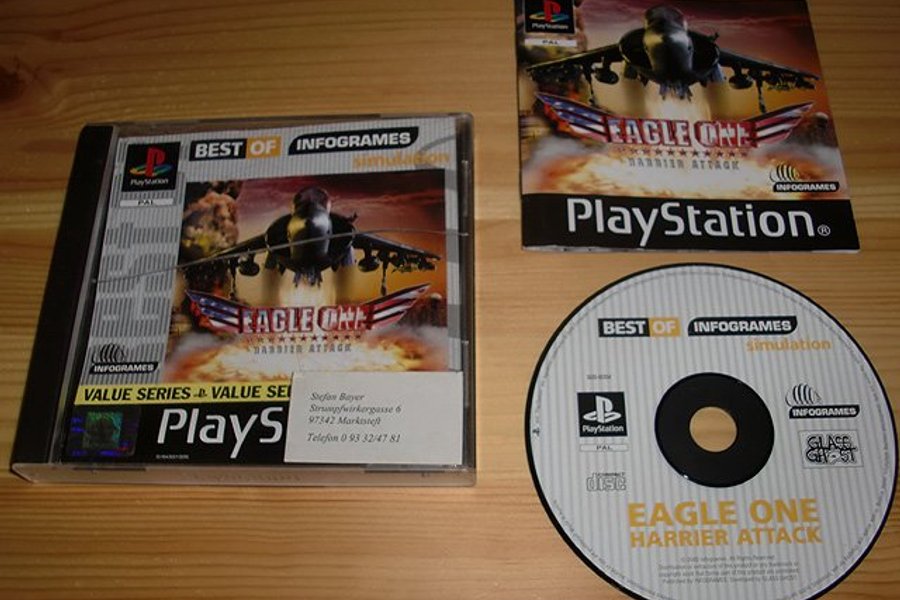 BEST OF INFOGRAMES
simulation
PlayStation
PAL
EAGLE ONE
HARRIER ATTACK
INFOGRAMES
VALUE SERIES VALUE SE
PlayS
Stefan Bayer
Strumpfwirkergasse 6
97342 Marktsteft
Telefon 0 93 32/47 81
PlayStation
PAL
EAGLE ONE
HARRIER ATTACK
INFOGRAMES
PlayStation®
BEST OF INFOGRAMES
simulation
PlayStation
PAL
INFOGRAMES
GLASS GHOST
COMPACT
disc
EAGLE ONE
HARRIER ATTACK